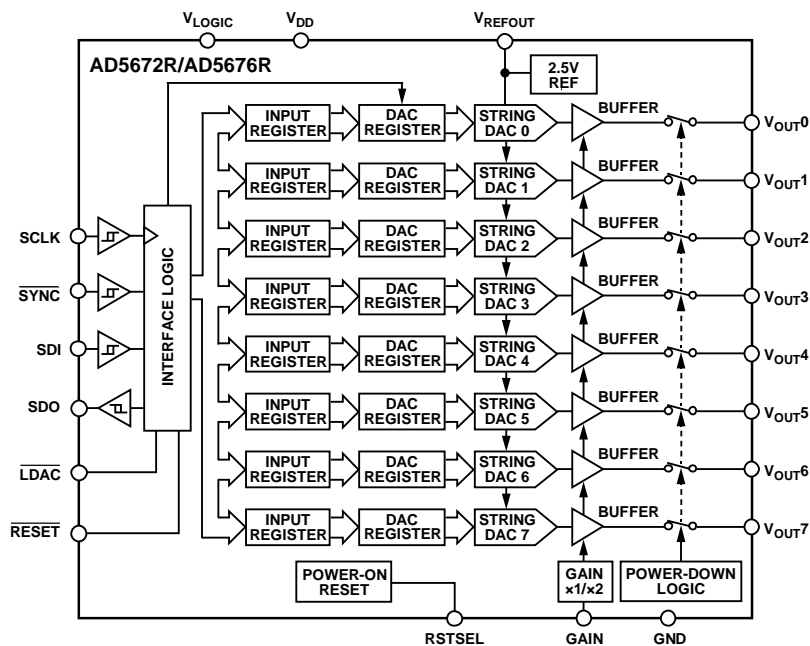 VLOGIC VDD VREFOUT
AD5672R/AD5676R
2.5V
REF
INPUT
REGISTER
DAC
REGISTER
STRING
DAC 0
BUFFER
VOUT0
INPUT
REGISTER
DAC
REGISTER
STRING
DAC 1
BUFFER
VOUT1
INPUT
REGISTER
DAC
REGISTER
STRING
DAC 2
BUFFER
VOUT2
INPUT
REGISTER
DAC
REGISTER
STRING
DAC 3
BUFFER
VOUT3
INPUT
REGISTER
DAC
REGISTER
STRING
DAC 4
BUFFER
VOUT4
INPUT
REGISTER
DAC
REGISTER
STRING
DAC 5
BUFFER
VOUT5
INPUT
REGISTER
DAC
REGISTER
STRING
DAC 6
BUFFER
VOUT6
INPUT
REGISTER
DAC
REGISTER
STRING
DAC 7
BUFFER
VOUT7
SCLK
SYNC
SDI
SDO
LDAC
RESET
INTERFACE LOGIC
POWER-ON
RESET
GAIN
×1/×2
POWER-DOWN
LOGIC
RSTSEL GAIN GND